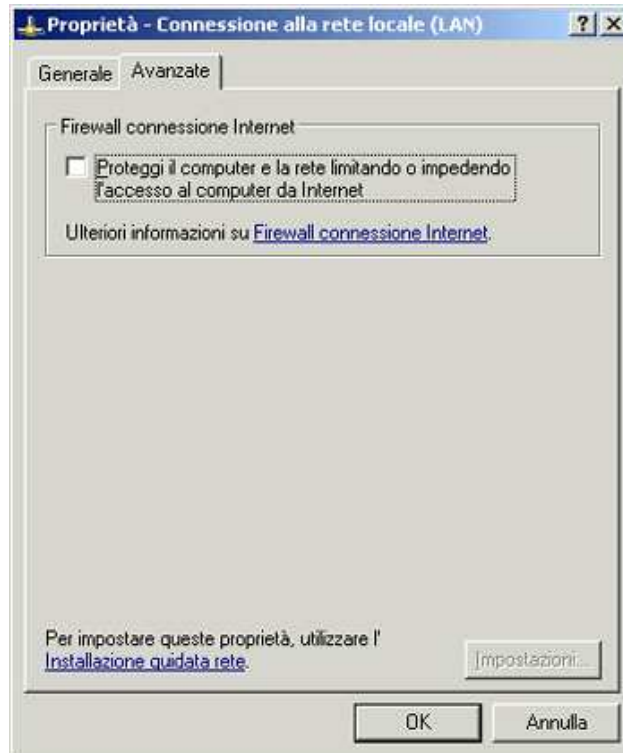 Proprietà - Connessione alla rete locale (LAN)
Generale
Avanzate
Firewall connessione Internet
Proteggi il computer e la rete limitando o impedendo
l'accesso al computer da Internet
Ulteriori informazioni su Firewall connessione Internet.
Per impostare queste proprietà, utilizzare l'
Installazione guidata rete.
Impostazioni...
OK
Annulla